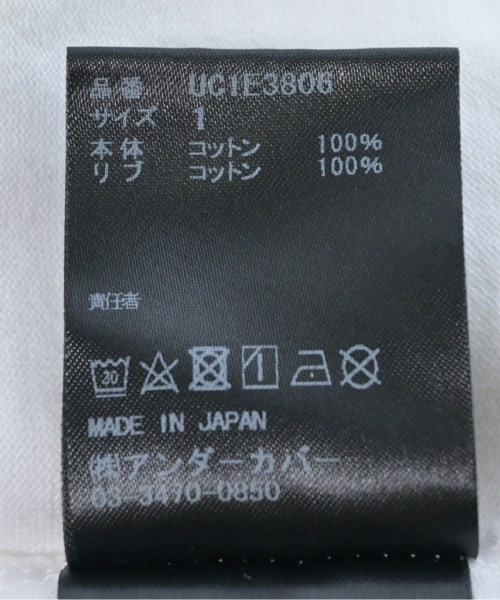 品番 UC1E3806
サイズ 1
本体 コットン 100%
リブ コットン 100%
責任者
30
MADE IN JAPAN
㈱アンダーカバー
03-3470-0850